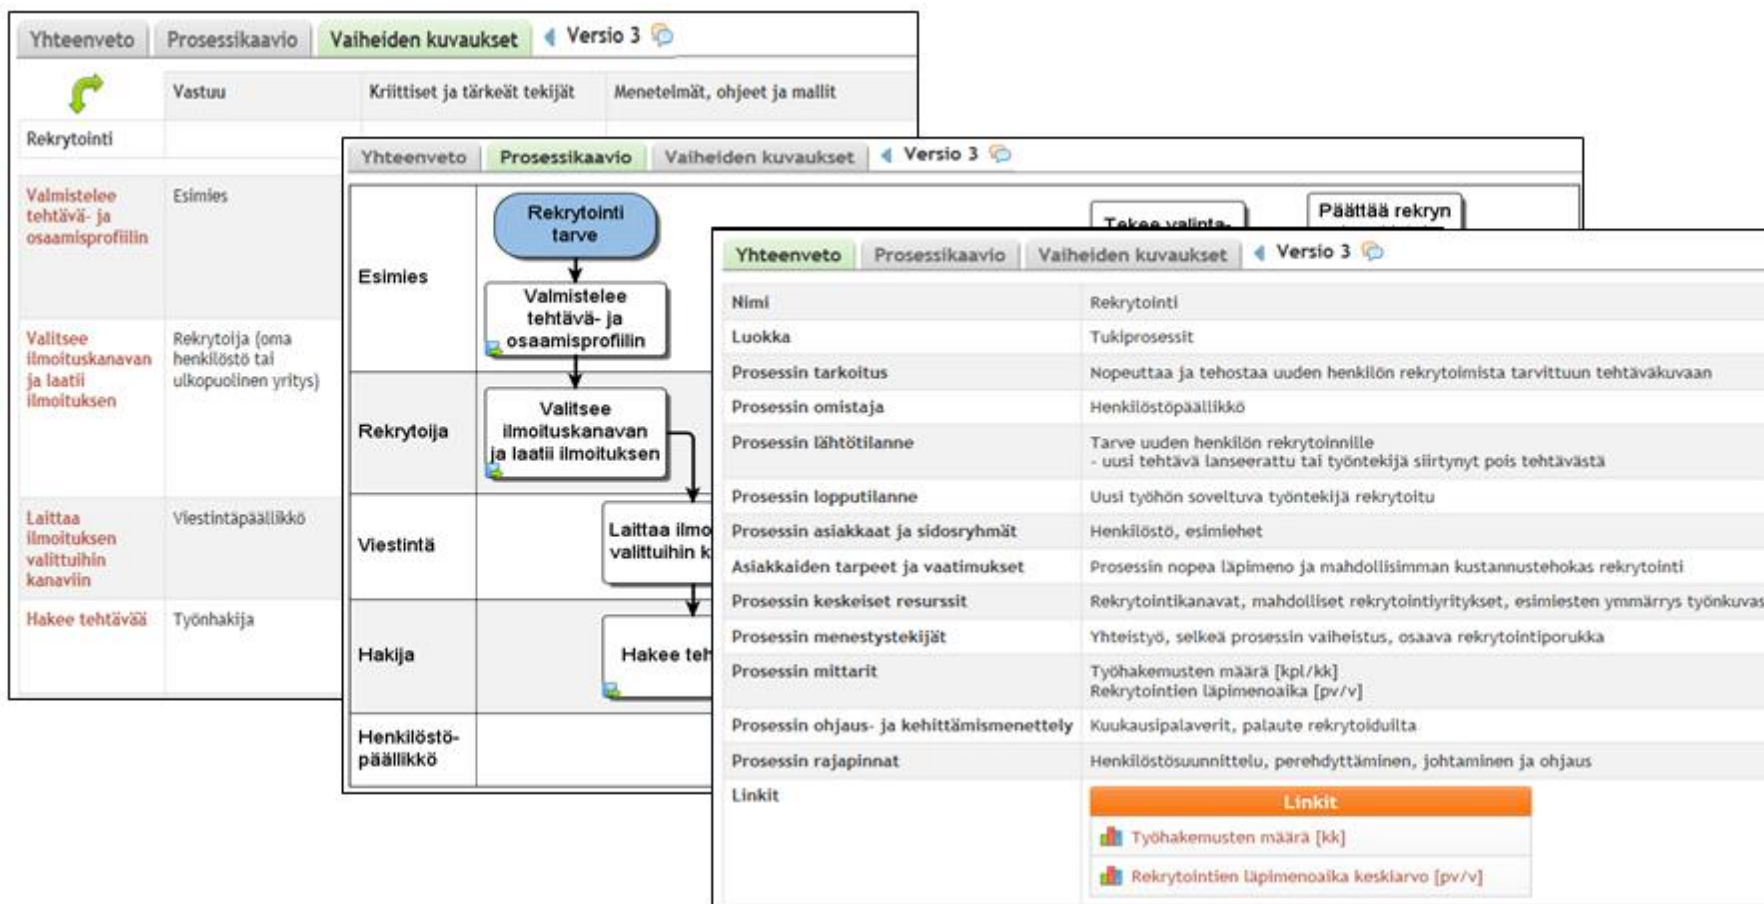 Yhteenveto Prosessikaavio Vaiheiden kuvaukset Versio 3
Vastuu Kriittiset ja tärkeät tekijät Menetelmät, ohjeet ja mallit
Rekrytointi
Valmistelee Esimies
tehtävä- ja
osaamisprofiilin
Valitsee Rekrytoija (oma
ilmoituskanavan henkilöstö tai
ja laatii ulkopuolinen yritys)
ilmoituksen
Laittaa Viestintäpäällikkö
ilmoituksen
valittuihin
kanaviin
Hakee tehtävää Työnhakija
Yhteenveto Prosessikaavio Vaiheiden kuvaukset Versio 3
Esimies
Rekrytointi
tarve
Valmistelee
tehtävä- ja
osaamisprofiilin
Tekee valinta-
Päättää rekryn
Rekrytoija
Valitsee
ilmoituskanavan
ja laatii ilmoituksen
Viestintä
Laittaa ilmo
valittuihin k
Hakija
Hakee teh
Henkilöstö-
päällikkö
Yhteenveto Prosessikaavio Vaiheiden kuvaukset Versio 3
Nimi Rekrytointi
Luokka Tukiprosessit
Prosessin tarkoitus Nopeuttaa ja tehostaa uuden henkilön rekrytoimista tarvittuun tehtäväkuvaan
Prosessin omistaja Henkilöstöpäällikkö
Prosessin lähtötilanne Tarve uuden henkilön rekrytoinnille
- uusi tehtävä lanseerattu tai työntekijä siirtynyt pois tehtävästä
Prosessin lopputilanne Uusi työhön soveltuva työntekijä rekrytoitu
Prosessin asiakkaat ja sidosryhmät Henkilöstö, esimiehet
Asiakkaiden tarpeet ja vaatimukset Prosessin nopea läpimeno ja mahdollisimman kustannustehokas rekrytointi
Prosessin keskeiset resurssit Rekrytointikanavat, mahdolliset rekrytointiyritykset, esimiesten ymmärrys työnkuvas
Prosessin menestystekijät Yhteistyö, selkeä prosessin vaiheistus, osaava rekrytointiporukka
Prosessin mittarit Työhakemusten määrä [kpl/kk]
Rekrytointien läpimenoaika [pv/v]
Prosessin ohjaus- ja kehittämismenettely Kuukausipalaverit, palaute rekrytoiduilta
Prosessin rajapinnat Henkilöstösuunnittelu, perehdyttäminen, johtaminen ja ohjaus
Linkit
Linkit
Työhakemusten määrä [kk]
Rekrytointien läpimenoaika keskiarvo [pv/v]